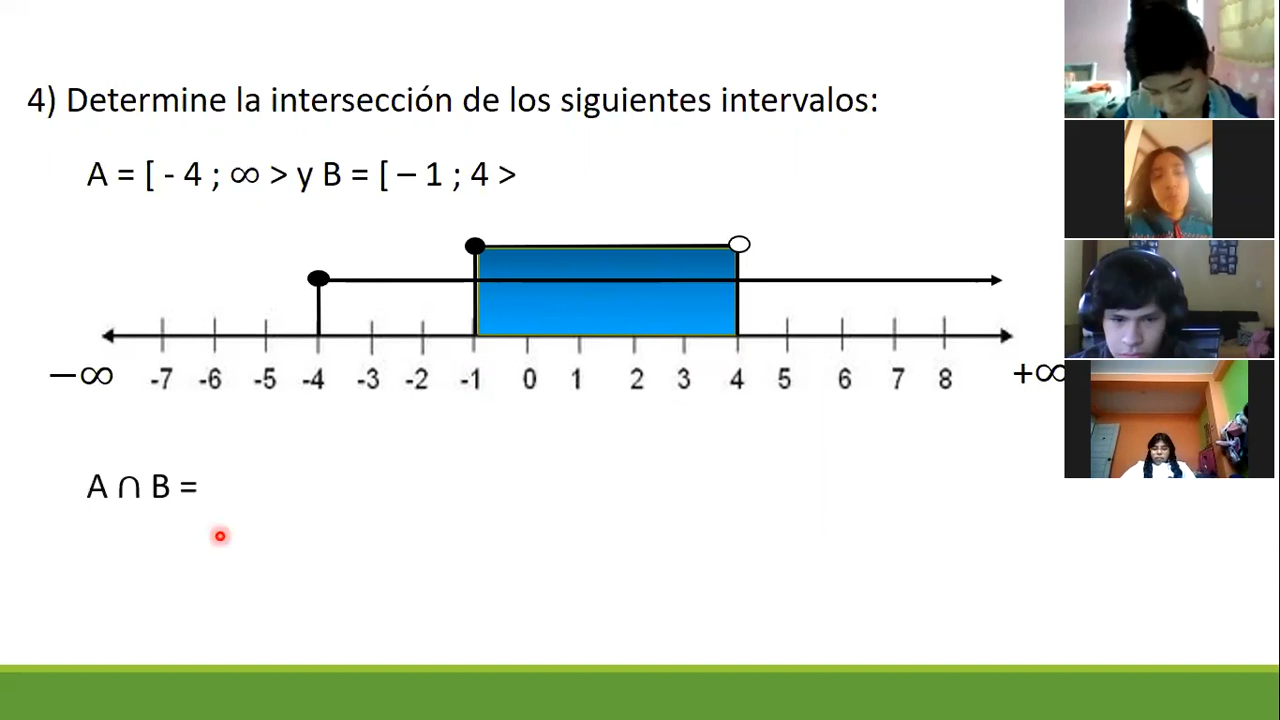 4) Determine la intersección de los siguientes intervalos:
A = [ - 4 ; ∞ > y B = [ – 1 ; 4 >
−∞ -7 -6 -5 -4 -3 -2 -1 0 1 2 3 4 5 6 7 8 +∞
A ∩ B =